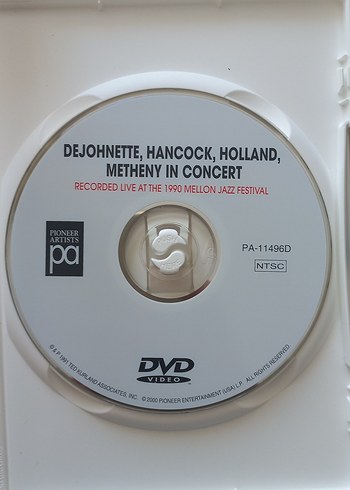 DEJOHNETTE, HANCOCK, HOLLAND,
METHENY IN CONCERT
RECORDED LIVE AT THE 1990 MELLON JAZZ FESTIVAL
PIONEER
ARTISTS
pa
PA-11496D
NTSC
DVD
VIDEO
© & ℗ 1991 TED KURLAND ASSOCIATES, INC. © 2000 PIONEER ENTERTAINMENT (USA) L.P. ALL RIGHTS RESERVED